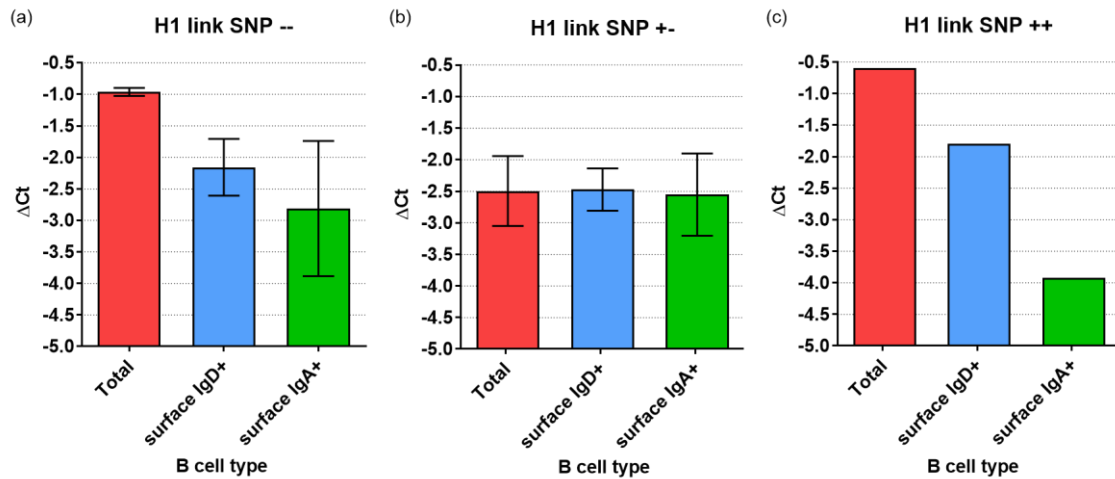 (a)
H1 link SNP --
-0.5
-1.0
-1.5
-2.0
-2.5
-3.0
-3.5
-4.0
-4.5
-5.0
ΔCt
Total
surface IgD+
surface IgA+
B cell type
(b)
H1 link SNP +-
-0.5
-1.0
-1.5
-2.0
-2.5
-3.0
-3.5
-4.0
-4.5
-5.0
ΔCt
Total
surface IgD+
surface IgA+
B cell type
(c)
H1 link SNP ++
-0.5
-1.0
-1.5
-2.0
-2.5
-3.0
-3.5
-4.0
-4.5
-5.0
ΔCt
Total
surface IgD+
surface IgA+
B cell type